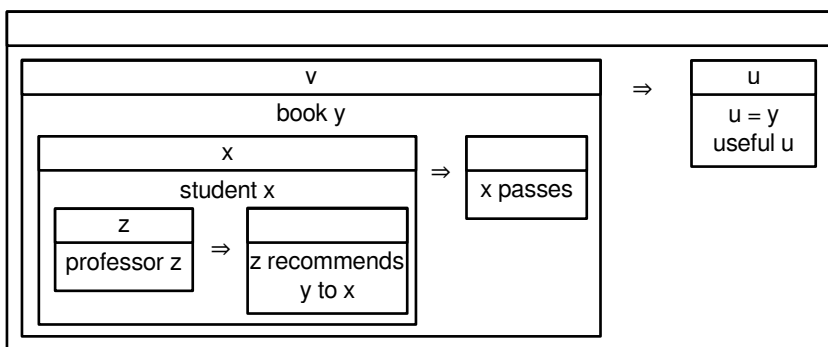 v
⇒
u
book y
u = y
useful u
x
⇒
student x
x passes
z
⇒
professor z
z recommends
y to x